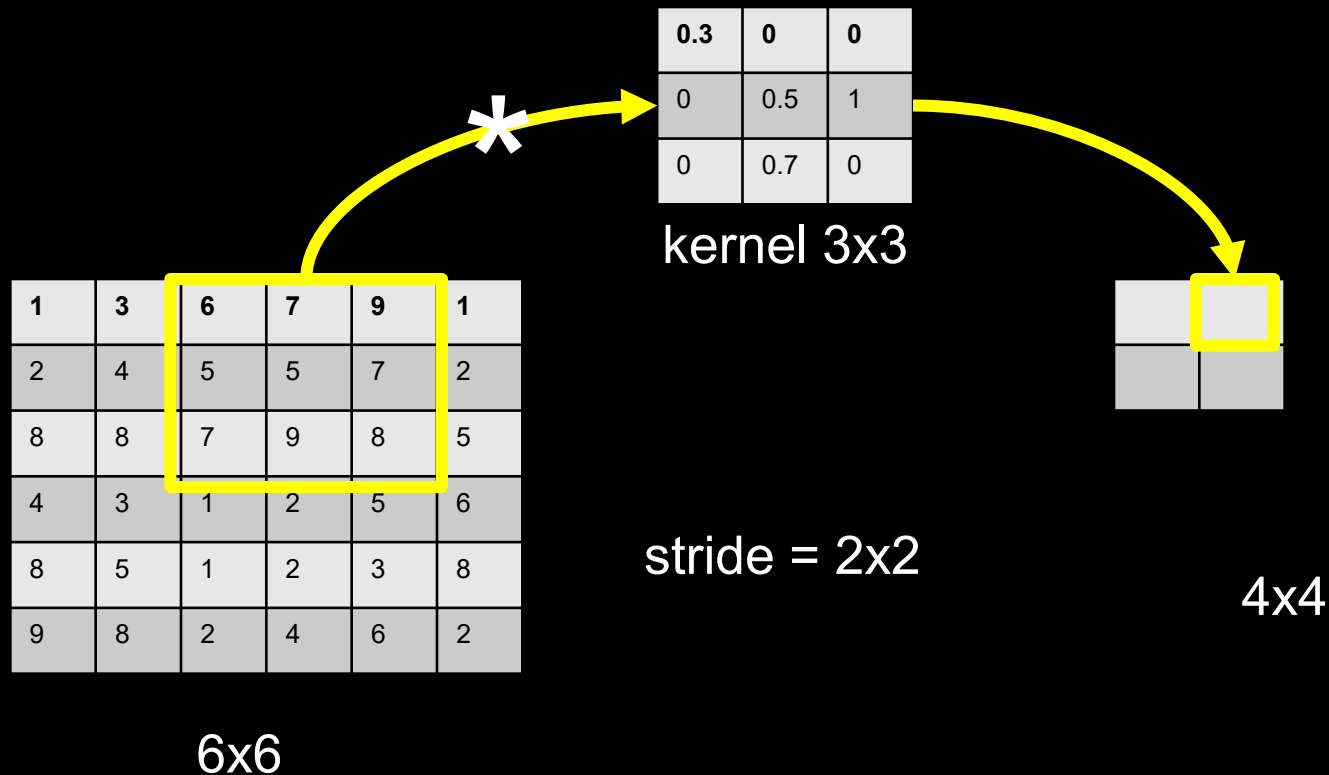 0.3 0 0
0 0.5 1
0 0.7 0
*
kernel 3x3
1 3 6 7 9 1
2 4 5 5 7 2
8 8 7 9 8 5
4 3 1 2 5 6
8 5 1 2 3 8
9 8 2 4 6 2
stride = 2x2
4x4
6x6